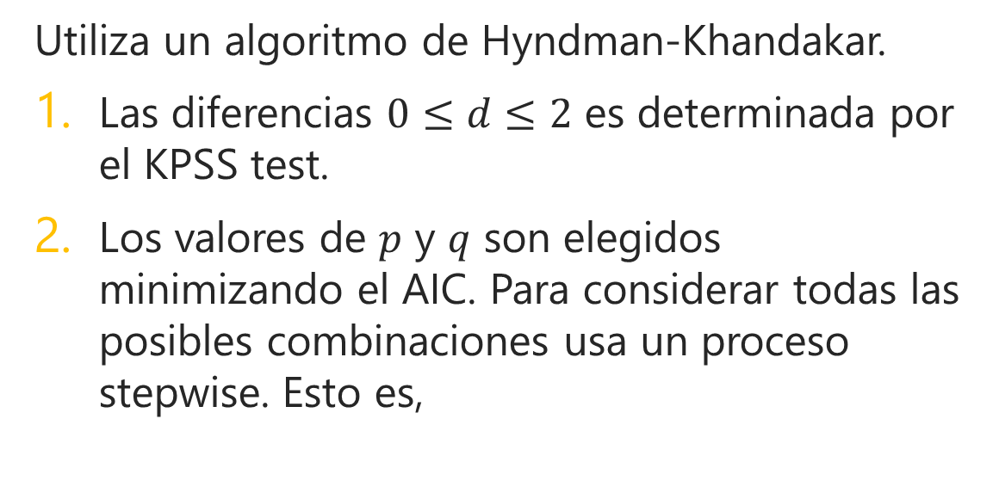 Utiliza un algoritmo de Hyndman-Khandakar.
1. Las diferencias 0 ≤ d ≤ 2 es determinada por
el KPSS test.
2. Los valores de p y q son elegidos
minimizando el AIC. Para considerar todas las
posibles combinaciones usa un proceso
stepwise. Esto es,